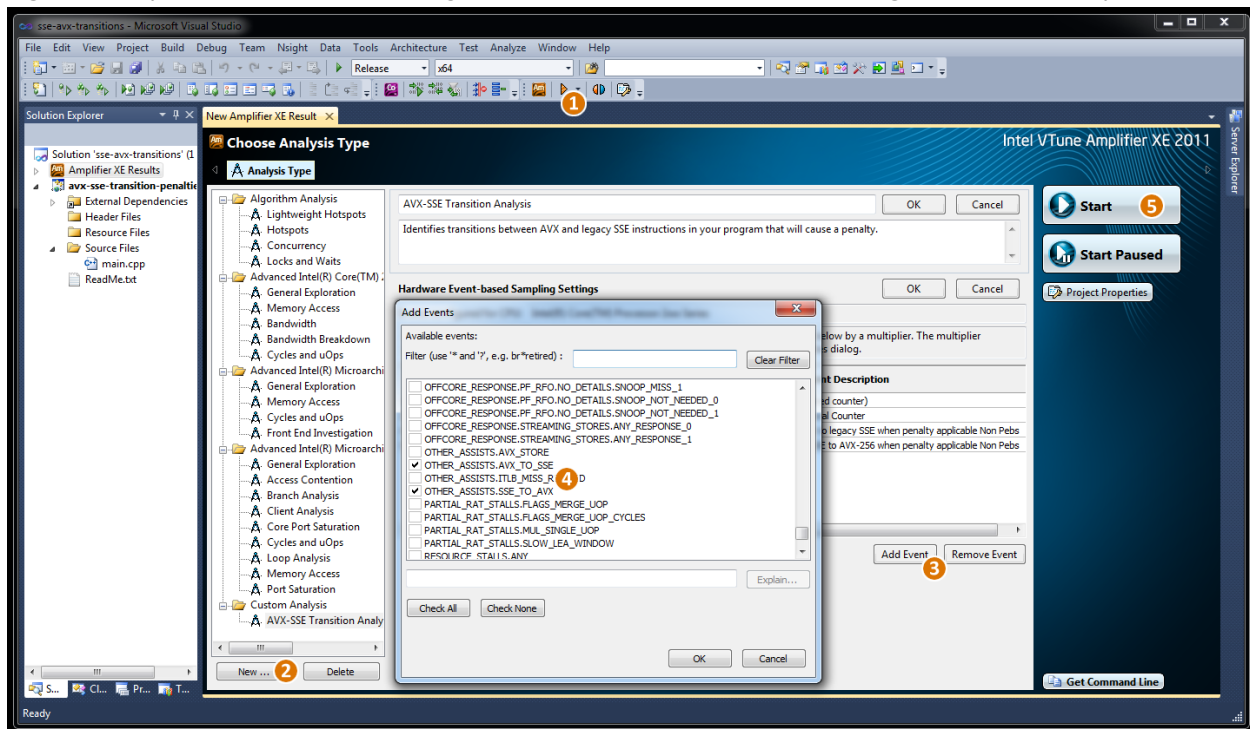 sse-avx-transitions - Microsoft Visual Studio
File Edit View Project Build Debug Team Nsight Data Tools Architecture Test Analyze Window Help
Release x64
1
Solution Explorer
New Amplifier XE Result
Server Explorer
Choose Analysis Type
Intel VTune Amplifier XE 2011
Analysis Type
Solution 'sse-avx-transitions' (1
Amplifier XE Results
avx-sse-transition-penaltie
External Dependencies
Header Files
Resource Files
Source Files
main.cpp
ReadMe.txt
Algorithm Analysis
Lightweight Hotspots
Hotspots
Concurrency
Locks and Waits
Advanced Intel(R) Core(TM)
General Exploration
Memory Access
Bandwidth
Bandwidth Breakdown
Cycles and uOps
Advanced Intel(R) Microarchi
General Exploration
Memory Access
Cycles and uOps
Front End Investigation
Advanced Intel(R) Microarchi
General Exploration
Access Contention
Branch Analysis
Client Analysis
Core Port Saturation
Cycles and uOps
Loop Analysis
Memory Access
Port Saturation
Custom Analysis
AVX-SSE Transition Analy
New ... 2 Delete
AVX-SSE Transition Analysis OK Cancel
Identifies transitions between AVX and legacy SSE instructions in your program that will cause a penalty.
Hardware Event-based Sampling Settings OK Cancel
elow by a multiplier. The multiplier
s dialog.
nt Description
ed counter)
al Counter
o legacy SSE when penalty applicable Non Pebs
E to AVX-256 when penalty applicable Non Pebs
Add Event Remove Event
3
Add Events
Available events:
Filter (use '*' and '?', e.g. br*retired) : Clear Filter
OFFCORE_RESPONSE.PF_RFO.NO_DETAILS.SNOOP_MISS_1
OFFCORE_RESPONSE.PF_RFO.NO_DETAILS.SNOOP_NOT_NEEDED_0
OFFCORE_RESPONSE.PF_RFO.NO_DETAILS.SNOOP_NOT_NEEDED_1
OFFCORE_RESPONSE.STREAMING_STORES.ANY_RESPONSE_0
OFFCORE_RESPONSE.STREAMING_STORES.ANY_RESPONSE_1
OTHER_ASSISTS.AVX_STORE
OTHER_ASSISTS.AVX_TO_SSE
OTHER_ASSISTS.ITLB_MISS_R 4 D
OTHER_ASSISTS.SSE_TO_AVX
PARTIAL_RAT_STALLS.FLAGS_MERGE_UOP
PARTIAL_RAT_STALLS.FLAGS_MERGE_UOP_CYCLES
PARTIAL_RAT_STALLS.MUL_SINGLE_UOP
PARTIAL_RAT_STALLS.SLOW_LEA_WINDOW
RESOURCE_STALLS.ANY
Explain...
Check All Check None
OK Cancel
Start 5
Start Paused
Project Properties
Get Command Line
S... Cl... Pr... T...
Ready